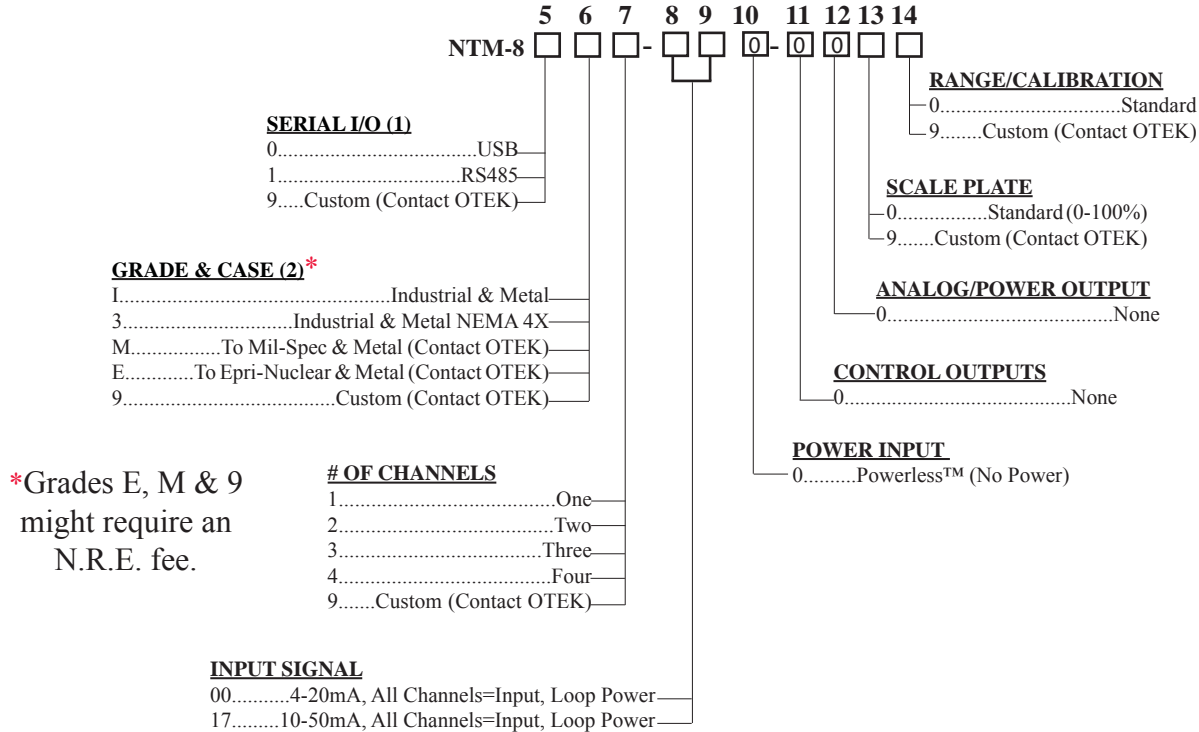 5 6 7 8 9 10 11 12 13 14
NTM-8 - 0 - 0 0
RANGE/CALIBRATION
0..............................Standard
9........Custom (Contact OTEK)
SERIAL I/O (1)
0...................................USB
1................................RS485
9.....Custom (Contact OTEK)
SCALE PLATE
0.................Standard (0-100%)
9.......Custom (Contact OTEK)
GRADE & CASE (2)*
I................................................Industrial & Metal
3.............................Industrial & Metal NEMA 4X
M................To Mil-Spec & Metal (Contact OTEK)
E............To Epri-Nuclear & Metal (Contact OTEK)
9.....................................Custom (Contact OTEK)
ANALOG/POWER OUTPUT
0.......................................None
CONTROL OUTPUTS
0.......................................None
POWER INPUT
0..........Powerless™ (No Power)
*Grades E, M & 9
might require an
N.R.E. fee.
# OF CHANNELS
1.......................................One
2.......................................Two
3....................................Three
4......................................Four
9.......Custom (Contact OTEK)
INPUT SIGNAL
00..........4-20mA, All Channels=Input, Loop Power
17.........10-50mA, All Channels=Input, Loop Power